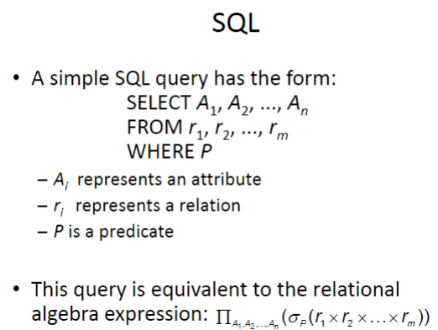 SQL
• A simple SQL query has the form:
SELECT A₁, A₂, ..., Aₙ
FROM r₁, r₂, ..., rₘ
WHERE P
– Aᵢ represents an attribute
– rᵢ represents a relation
– P is a predicate
• This query is equivalent to the relational
algebra expression: ∏A₁,A₂,...,Aₙ(σP(r₁×r₂×...×rₘ))